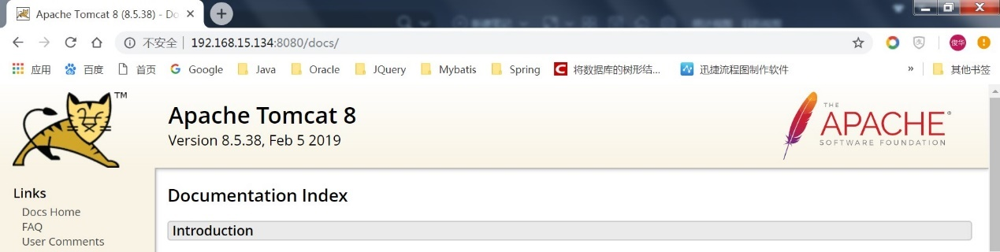 Apache Tomcat 8 (8.5.38) - Do
不安全 192.168.15.134:8080/docs/
俊华
应用 百度 首页 Google Java Oracle JQuery Mybatis Spring 将数据库的树形结... 迅捷流程图制作软件 » 其他书签
TM
Apache Tomcat 8
Version 8.5.38, Feb 5 2019
THE
APACHE®
SOFTWARE FOUNDATION
Links
Docs Home
FAQ
User Comments
Documentation Index
Introduction